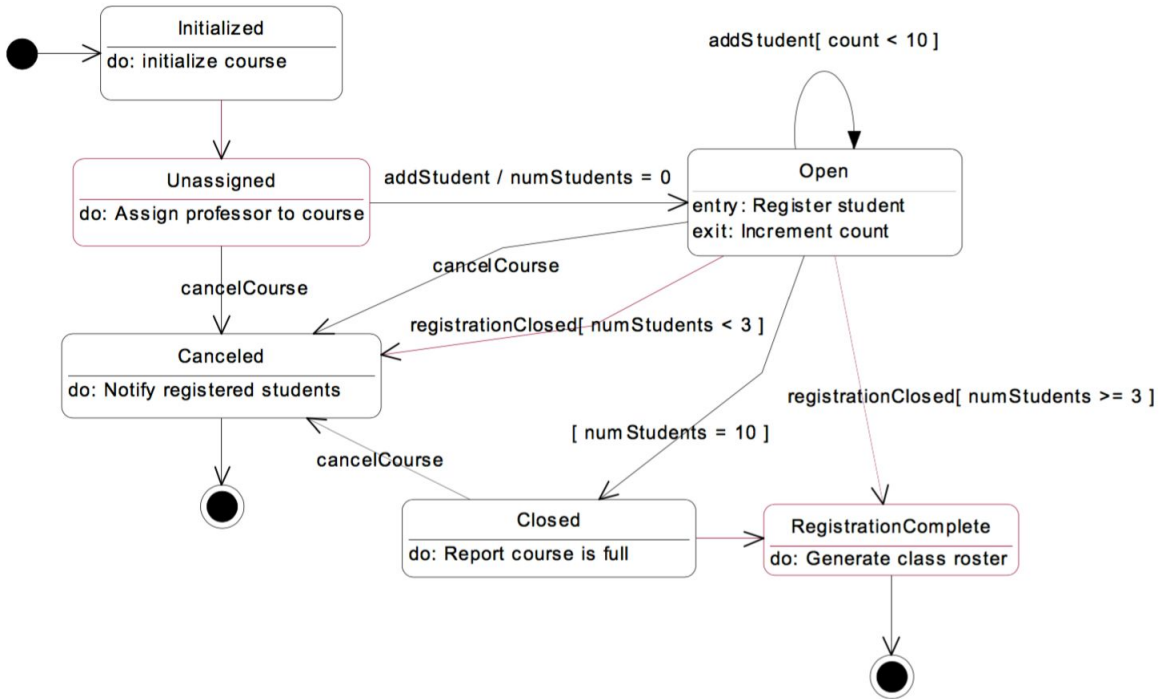 Initialized
do: initialize course
addStudent[ count < 10 ]
Unassigned
do: Assign professor to course
addStudent / numStudents = 0
Open
entry: Register student
exit: Increment count
cancelCourse
cancelCourse
registrationClosed[ numStudents < 3 ]
Canceled
do: Notify registered students
registrationClosed[ numStudents >= 3 ]
[ numStudents = 10 ]
cancelCourse
Closed
do: Report course is full
RegistrationComplete
do: Generate class roster